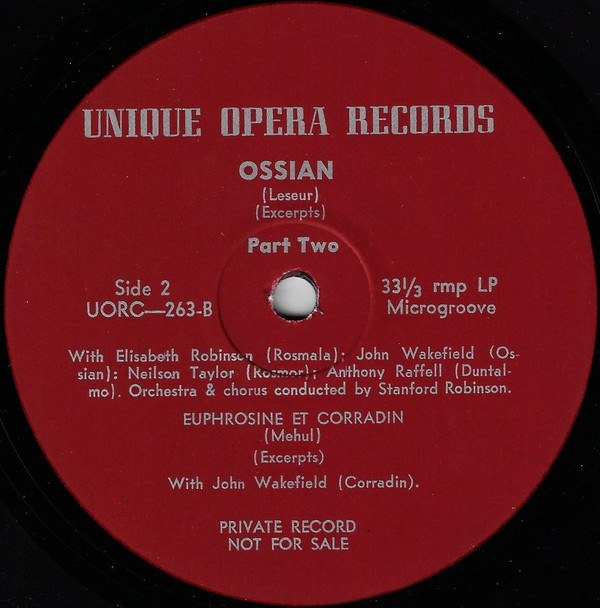 UNIQUE OPERA RECORDS
OSSIAN
(Leseur)
(Excerpts)
Part Two
Side 2
UORC—263-B
33⅓ rmp LP
Microgroove
With Elisabeth Robinson (Rosmala); John Wakefield (Os-
sian); Neilson Taylor (Rosmor); Anthony Raffell (Duntal-
mo). Orchestra & chorus conducted by Stanford Robinson.
EUPHROSINE ET CORRADIN
(Mehul)
(Excerpts)
With John Wakefield (Corradin).
PRIVATE RECORD
NOT FOR SALE